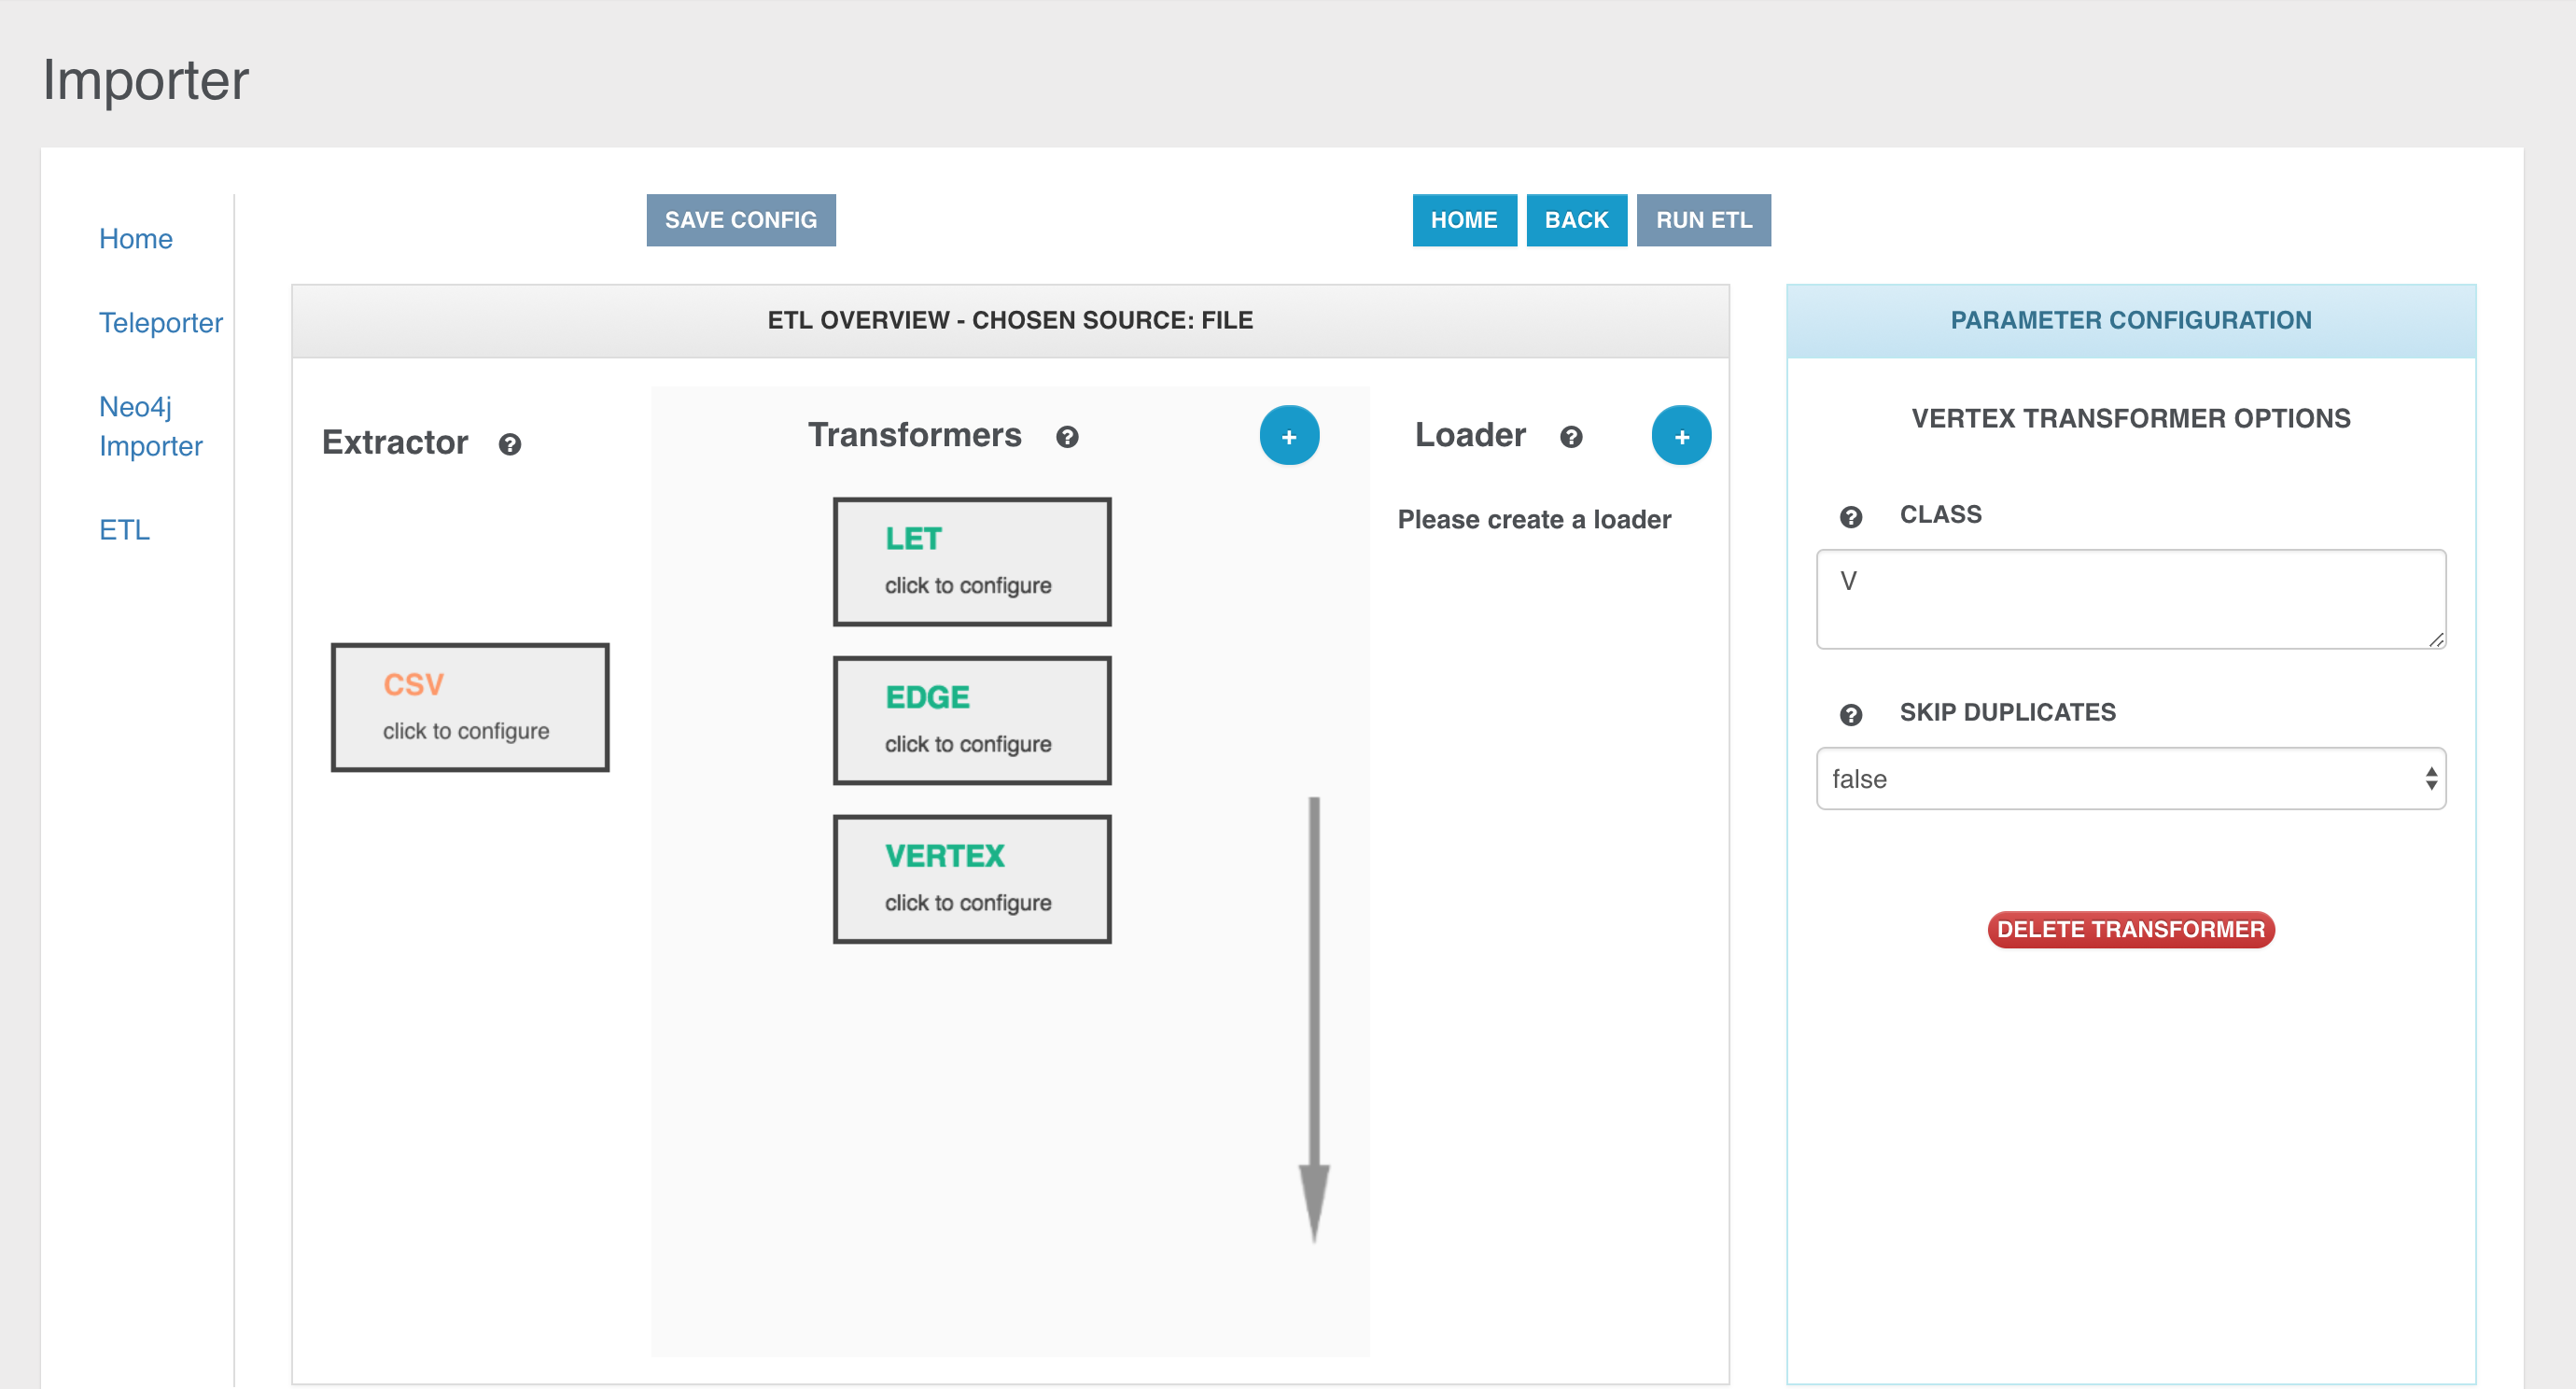 Importer
Home
Teleporter
Neo4j
Importer
ETL
SAVE CONFIG
HOME
BACK
RUN ETL
ETL OVERVIEW - CHOSEN SOURCE: FILE
Extractor ?
CSV
click to configure
Transformers ? +
LET
click to configure
EDGE
click to configure
VERTEX
click to configure
Loader ? +
Please create a loader
PARAMETER CONFIGURATION
VERTEX TRANSFORMER OPTIONS
? CLASS
V
? SKIP DUPLICATES
false
DELETE TRANSFORMER